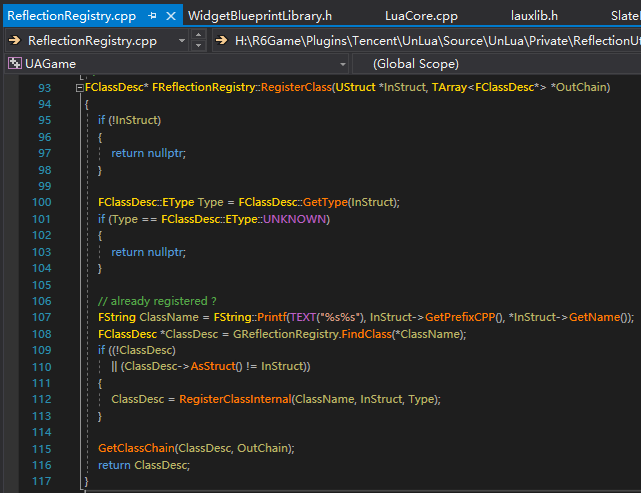 ReflectionRegistry.cpp WidgetBlueprintLibrary.h LuaCore.cpp lauxlib.h Slate
ReflectionRegistry.cpp H:\R6Game\Plugins\Tencent\UnLua\Source\UnLua\Private\ReflectionUt
UAGame (Global Scope)
93 FClassDesc* FReflectionRegistry::RegisterClass(UStruct *InStruct, TArray<FClassDesc*> *OutChain)
94 {
95 if (!InStruct)
96 {
97 return nullptr;
98 }
99
100 FClassDesc::EType Type = FClassDesc::GetType(InStruct);
101 if (Type == FClassDesc::EType::UNKNOWN)
102 {
103 return nullptr;
104 }
105
106 // already registered ?
107 FString ClassName = FString::Printf(TEXT("%s%s"), InStruct->GetPrefixCPP(), *InStruct->GetName());
108 FClassDesc *ClassDesc = GReflectionRegistry.FindClass(*ClassName);
109 if ((!ClassDesc)
110 || (ClassDesc->AsStruct() != InStruct))
111 {
112 ClassDesc = RegisterClassInternal(ClassName, InStruct, Type);
113 }
114
115 GetClassChain(ClassDesc, OutChain);
116 return ClassDesc;
117 }